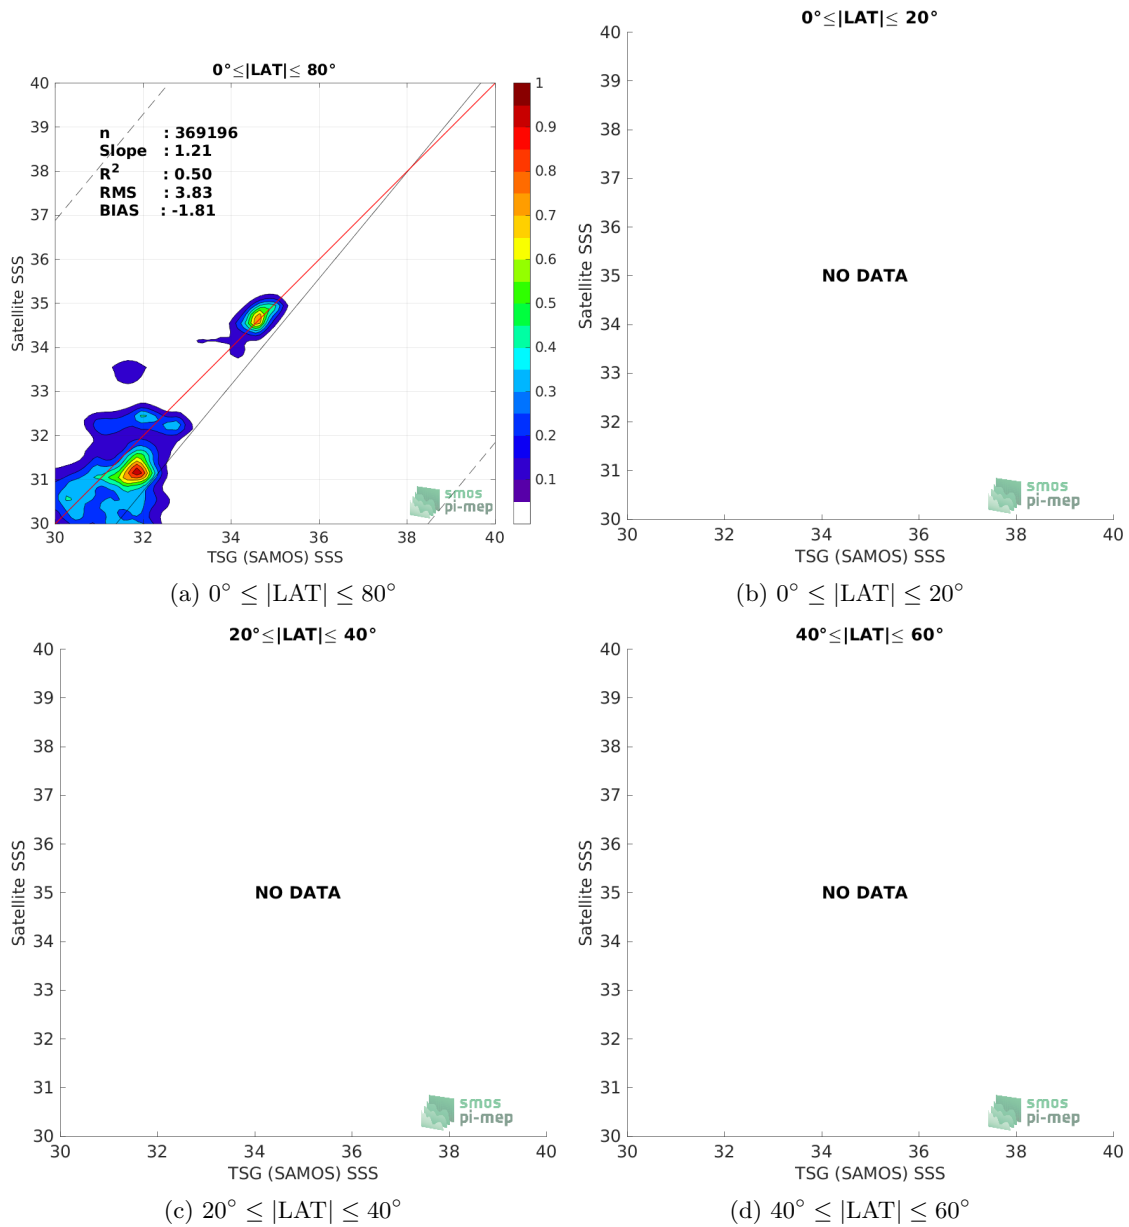 0°≤|LAT|≤ 80°
n : 369196
Slope : 1.21
R² : 0.50
RMS : 3.83
BIAS : -1.81
40
39
38
37
36
35
34
33
32
31
30
Satellite SSS
30 32 34 36 38 40
TSG (SAMOS) SSS
1
0.9
0.8
0.7
0.6
0.5
0.4
0.3
0.2
0.1
smos
pi-mep
(a) 0° ≤ |LAT| ≤ 80°
0°≤|LAT|≤ 20°
40
39
38
37
36
35
34
33
32
31
30
Satellite SSS
NO DATA
smos
pi-mep
30 32 34 36 38 40
TSG (SAMOS) SSS
(b) 0° ≤ |LAT| ≤ 20°
20°≤|LAT|≤ 40°
40
39
38
37
36
35
34
33
32
31
30
Satellite SSS
NO DATA
smos
pi-mep
30 32 34 36 38 40
TSG (SAMOS) SSS
(c) 20° ≤ |LAT| ≤ 40°
40°≤|LAT|≤ 60°
40
39
38
37
36
35
34
33
32
31
30
Satellite SSS
NO DATA
smos
pi-mep
30 32 34 36 38 40
TSG (SAMOS) SSS
(d) 40° ≤ |LAT| ≤ 60°